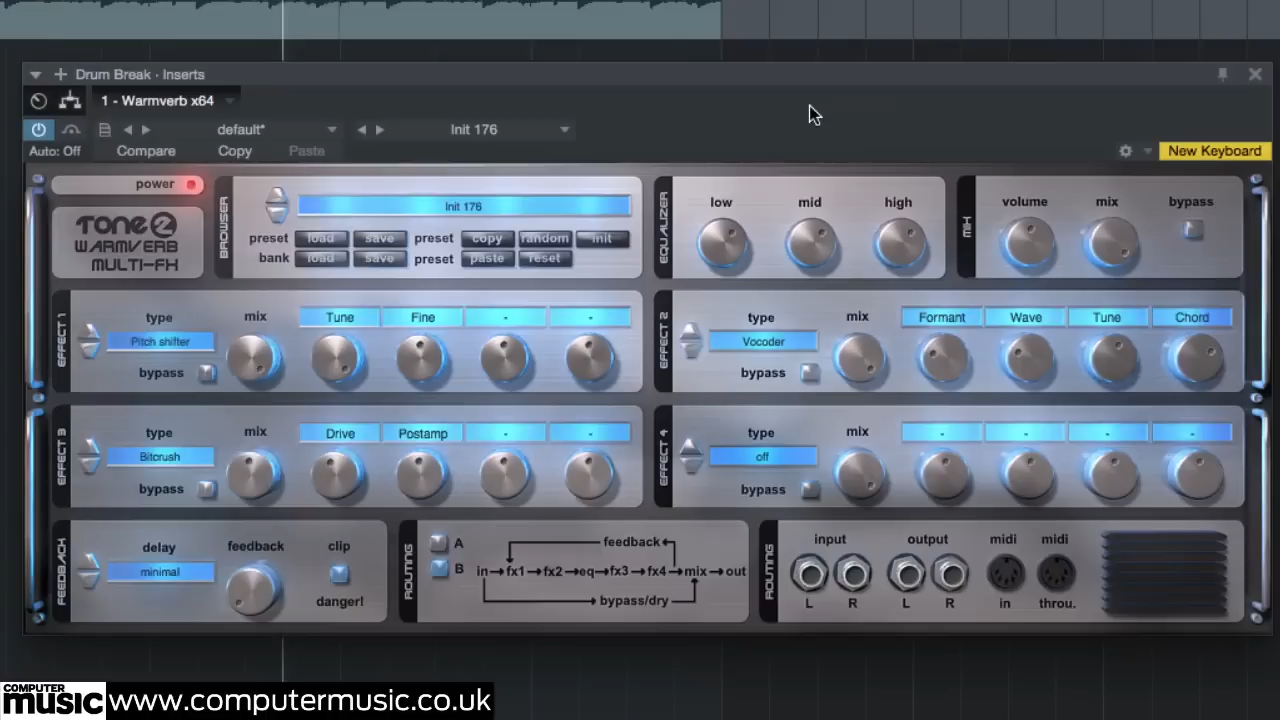 Drum Break · Inserts
1 - Warmverb x64
default*
Init 176
Auto: Off
Compare
Copy
Paste
New Keyboard
power
TONE2
WARMVERB
MULTI-FX
BROWSER
Init 176
preset load save preset copy random init
bank load save preset paste reset
EQUALIZER
low mid high
MIX
volume mix bypass
EFFECT 1
type mix Tune Fine - -
Pitch shifter
bypass
EFFECT 2
type mix Formant Wave Tune Chord
Vocoder
bypass
EFFECT 3
type mix Drive Postamp - -
Bitcrush
bypass
EFFECT 4
type mix - - - -
off
bypass
FEEDBACK
delay feedback clip
minimal
danger!
ROUTING
A
B
feedback
in fx1 fx2 eq fx3 fx4 mix out
bypass/dry
ROUTING
input output midi midi
L R L R in throu.
COMPUTER
music www.computermusic.co.uk